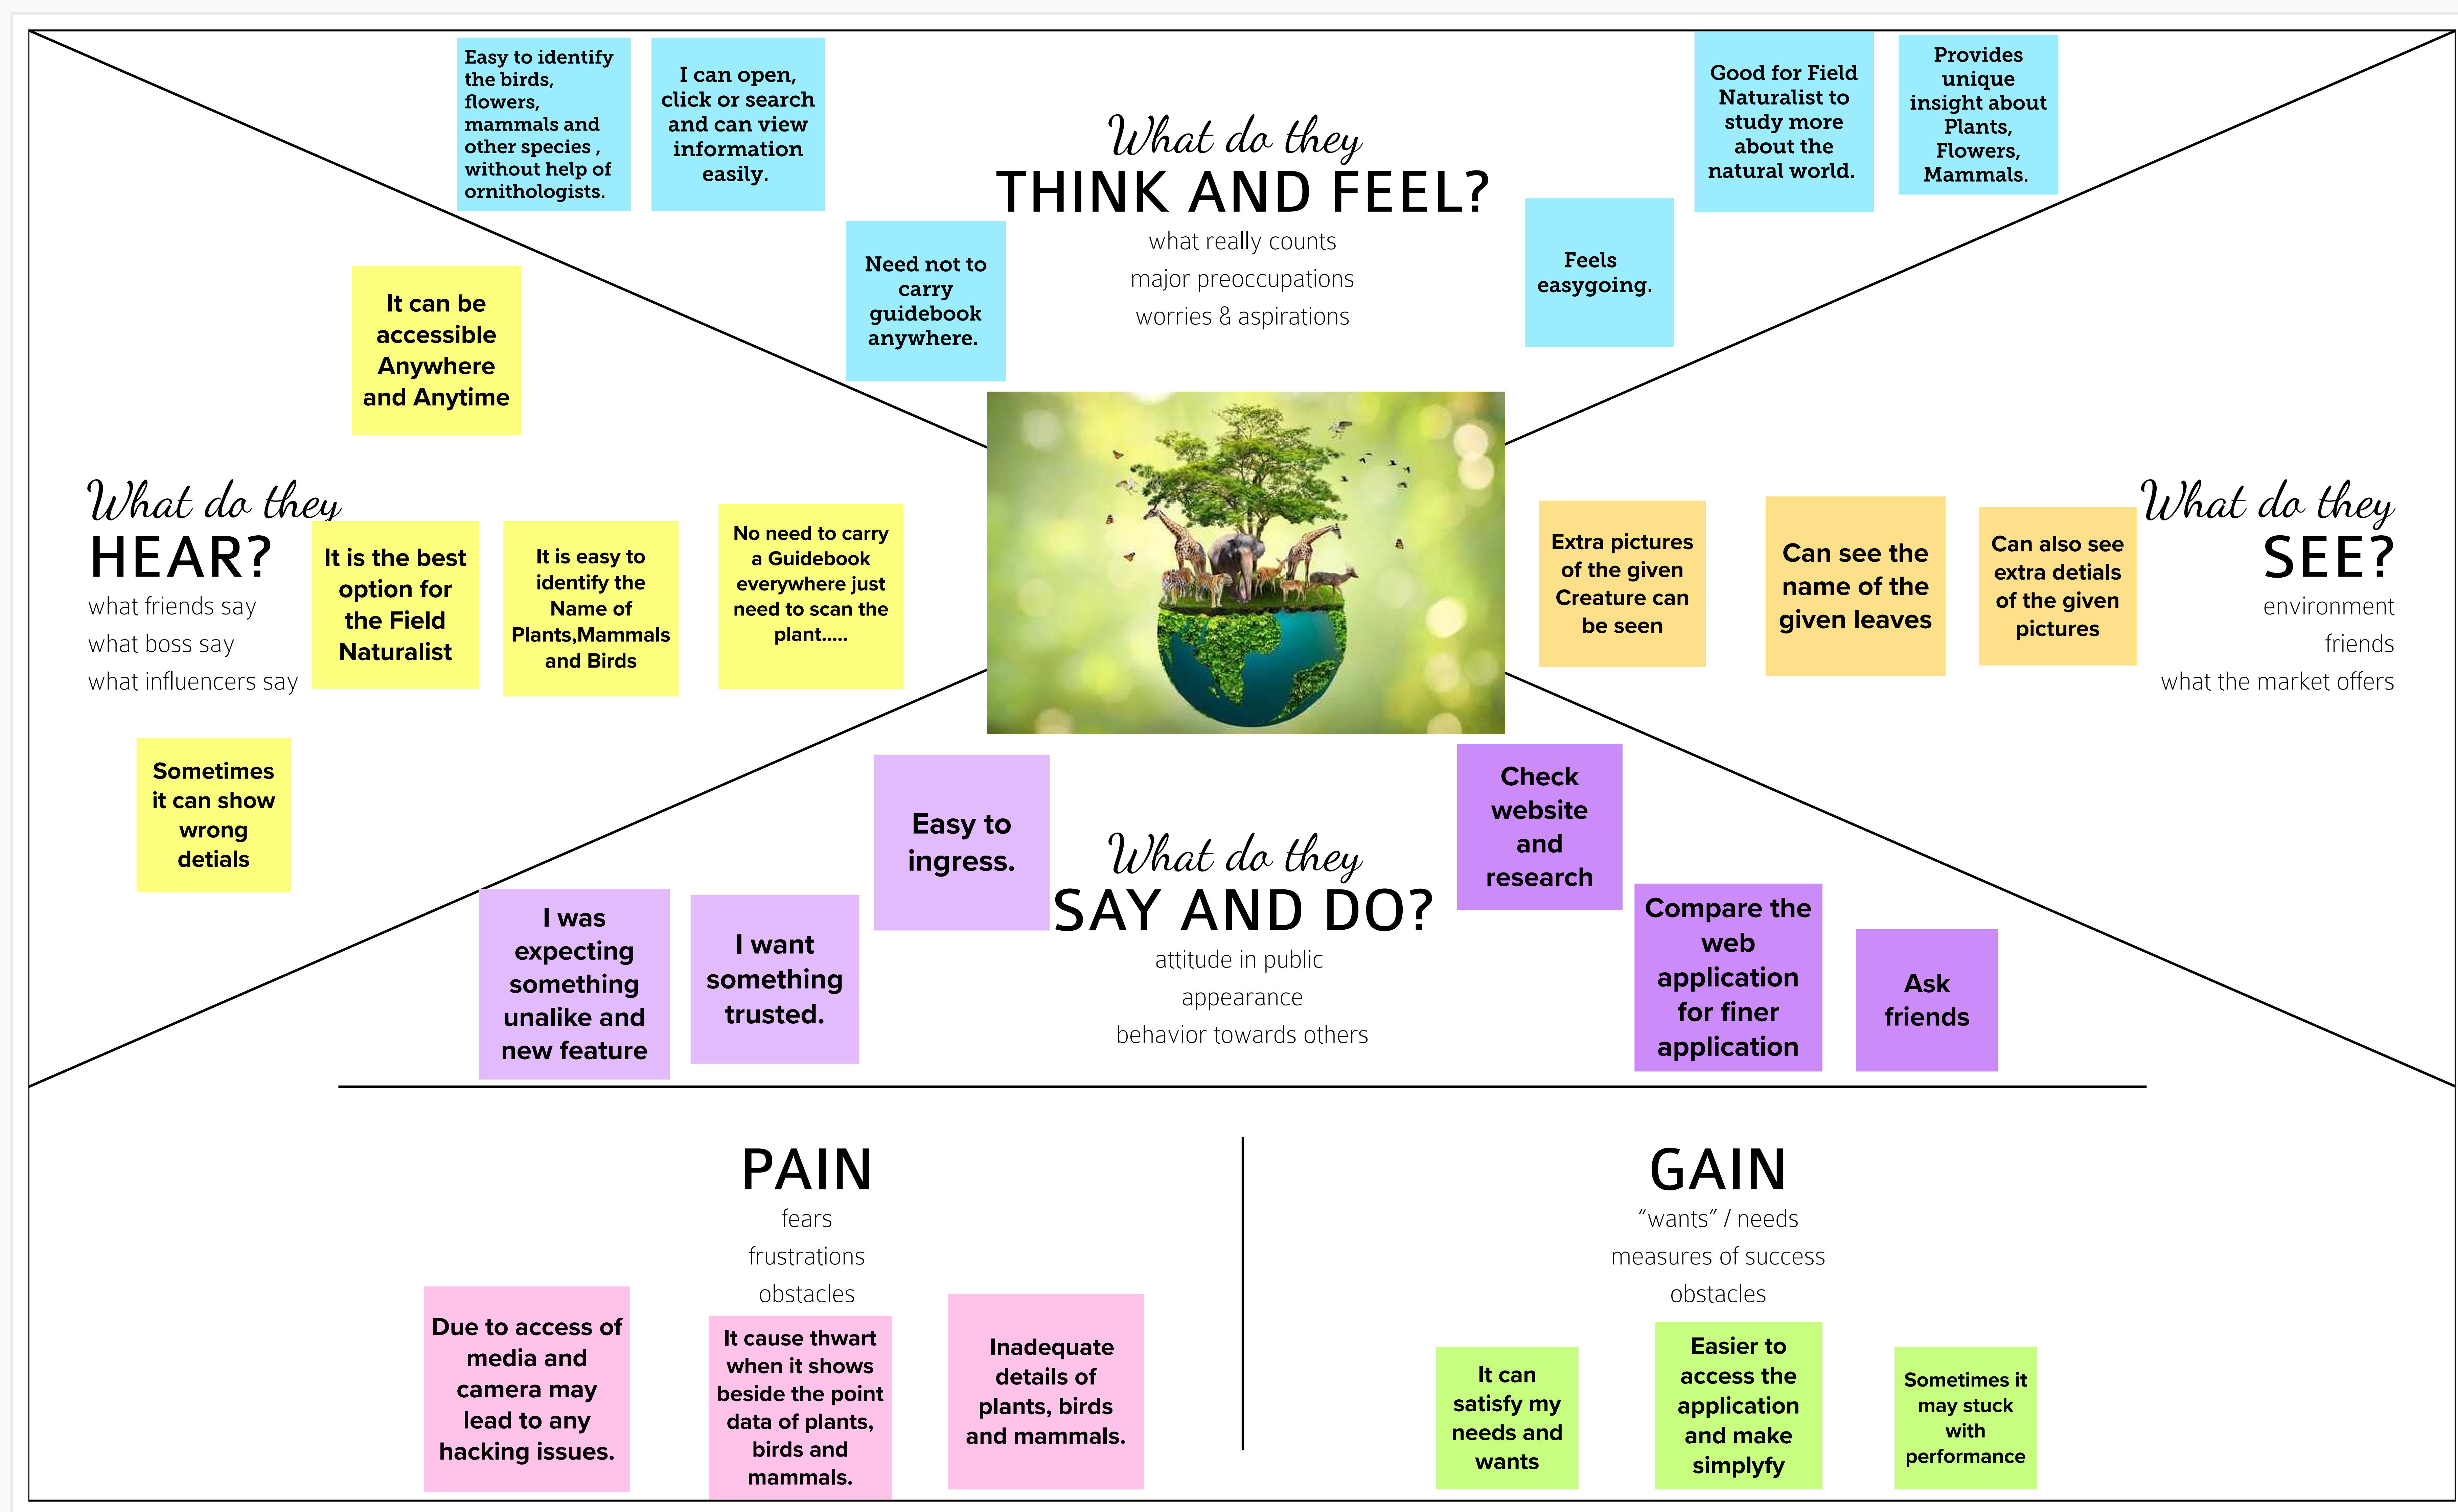 Easy to identify
the birds,
flowers,
mammals and
other species ,
without help of
ornithologists.
I can open,
click or search
and can view
information
easily.
Need not to
carry
guidebook
anywhere.
What do they
THINK AND FEEL?
what really counts
major preoccupations
worries & aspirations
Feels
easygoing.
Good for Field
Naturalist to
study more
about the
natural world.
Provides
unique
insight about
Plants,
Flowers,
Mammals.
It can be
accessible
Anywhere
and Anytime
What do they
HEAR?
what friends say
what boss say
what influencers say
It is the best
option for
the Field
Naturalist
It is easy to
identify the
Name of
Plants,Mammals
and Birds
No need to carry
a Guidebook
everywhere just
need to scan the
plant.....
Sometimes
it can show
wrong
detials
Extra pictures
of the given
Creature can
be seen
Can see the
name of the
given leaves
Can also see
extra detials
of the given
pictures
What do they
SEE?
environment
friends
what the market offers
I was
expecting
something
unalike and
new feature
I want
something
trusted.
Easy to
ingress.
What do they
SAY AND DO?
attitude in public
appearance
behavior towards others
Check
website
and
research
Compare the
web
application
for finer
application
Ask
friends
PAIN
fears
frustrations
obstacles
Due to access of
media and
camera may
lead to any
hacking issues.
It cause thwart
when it shows
beside the point
data of plants,
birds and
mammals.
Inadequate
details of
plants, birds
and mammals.
GAIN
“wants” / needs
measures of success
obstacles
It can
satisfy my
needs and
wants
Easier to
access the
application
and make
simplyfy
Sometimes it
may stuck
with
performance